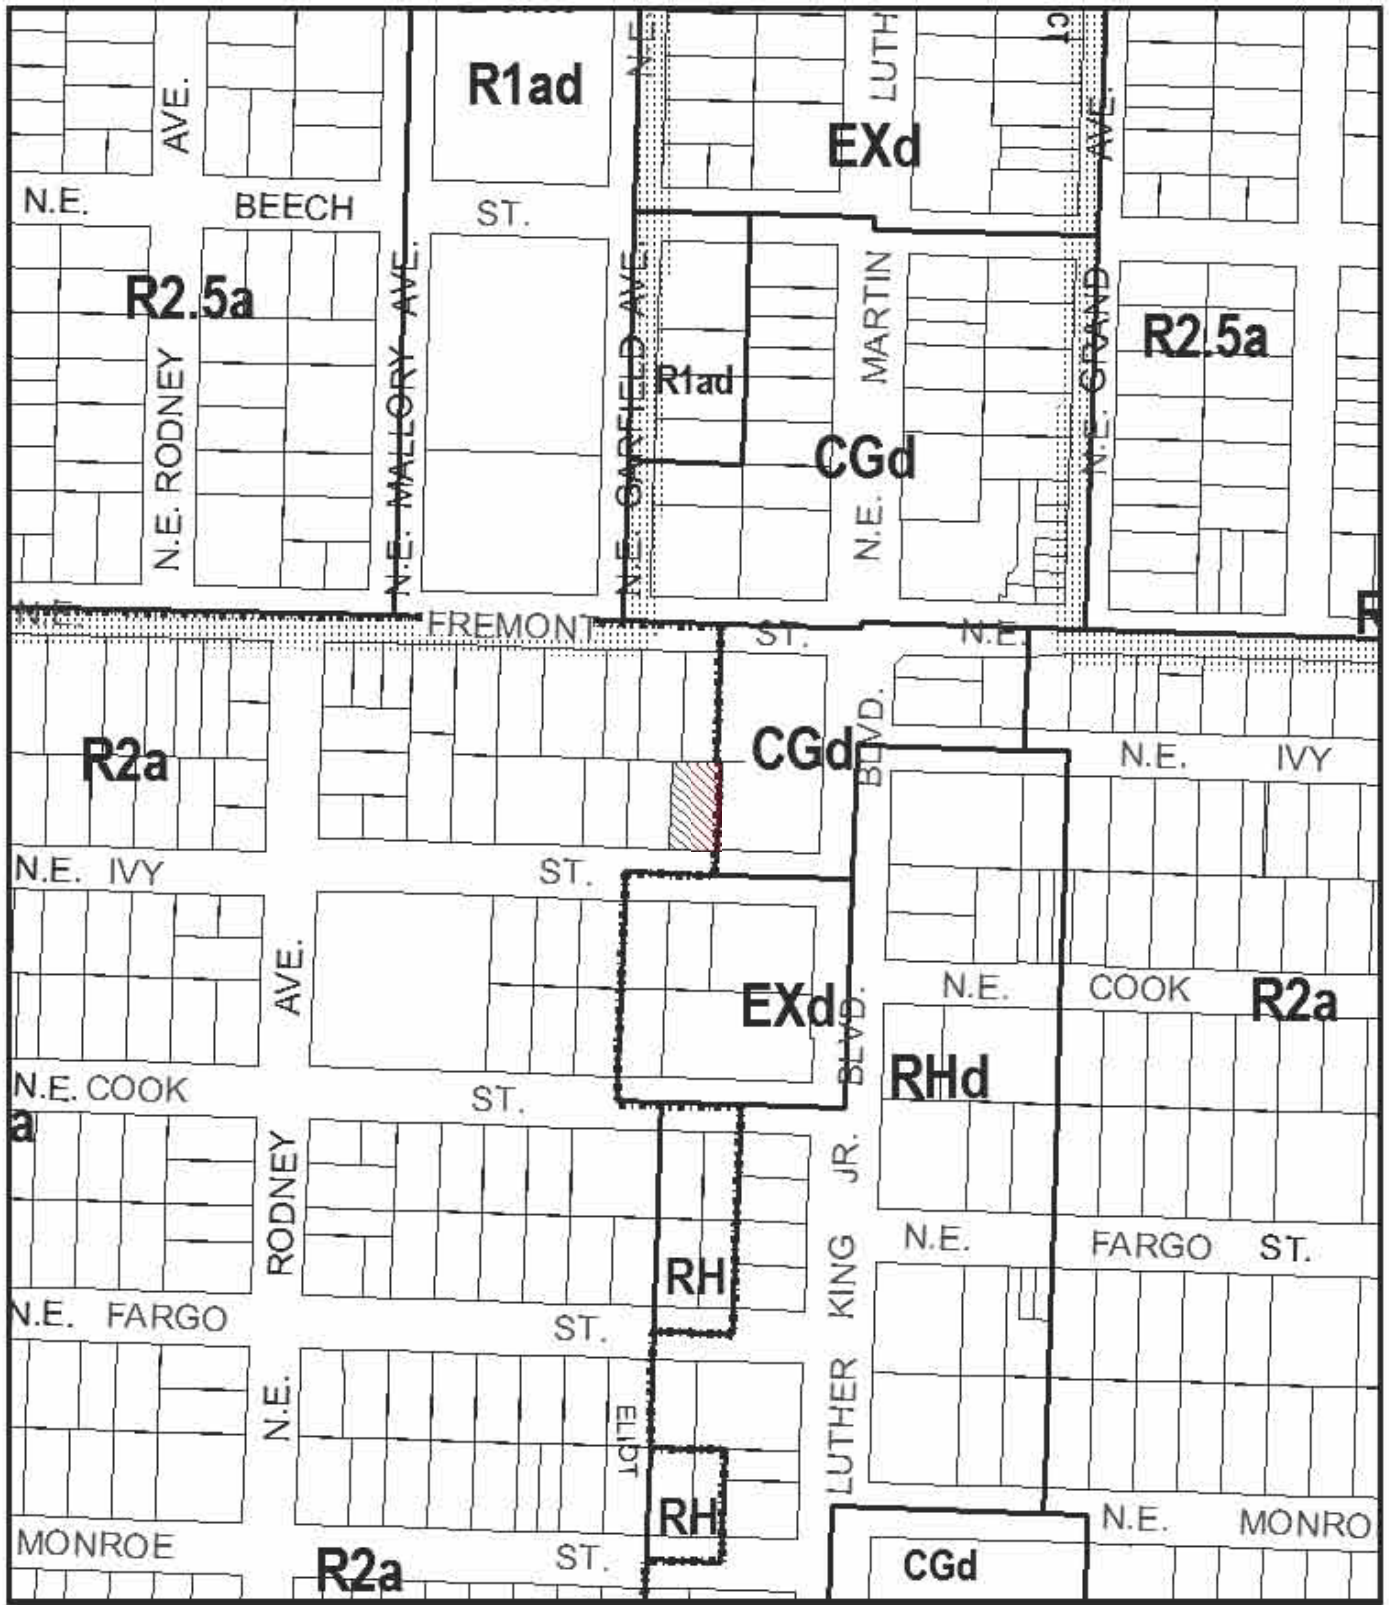 R1ad
N.E.
LUTH
CT
AVE.
EXd
AVE.
N.E.
BEECH
ST.
R2.5a
N.E. RODNEY
N.E. MALLORY AVE.
N.E. GARFIELD AVE.
R1ad
MARTIN
N.E.
CGd
N.E. GRAND
R2.5a
N.E.
FREMONT
ST.
N.E.
R
R2a
CGd
BLVD.
N.E.
IVY
N.E. IVY
ST.
AVE.
EXd
BLVD.
N.E.
COOK
R2a
N.E. COOK
ST.
RHd
a
RODNEY
JR.
RH
KING
N.E.
FARGO
ST.
N.E. FARGO
ST.
N.E.
ELIOT
LUTHER
RH
MONROE
ST.
R2a
CGd
N.E.
MONRO